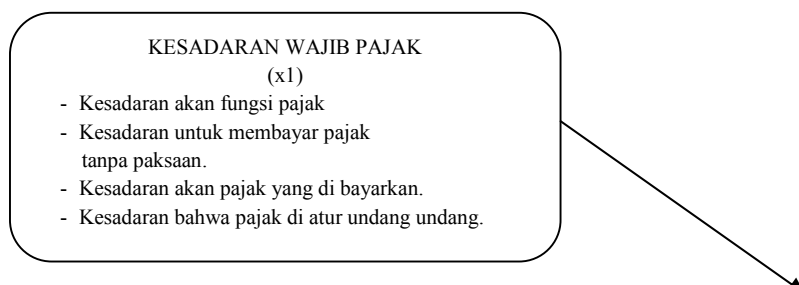 KESADARAN WAJIB PAJAK
(x1)
- Kesadaran akan fungsi pajak
- Kesadaran untuk membayar pajak
tanpa paksaan.
- Kesadaran akan pajak yang di bayarkan.
- Kesadaran bahwa pajak di atur undang undang.